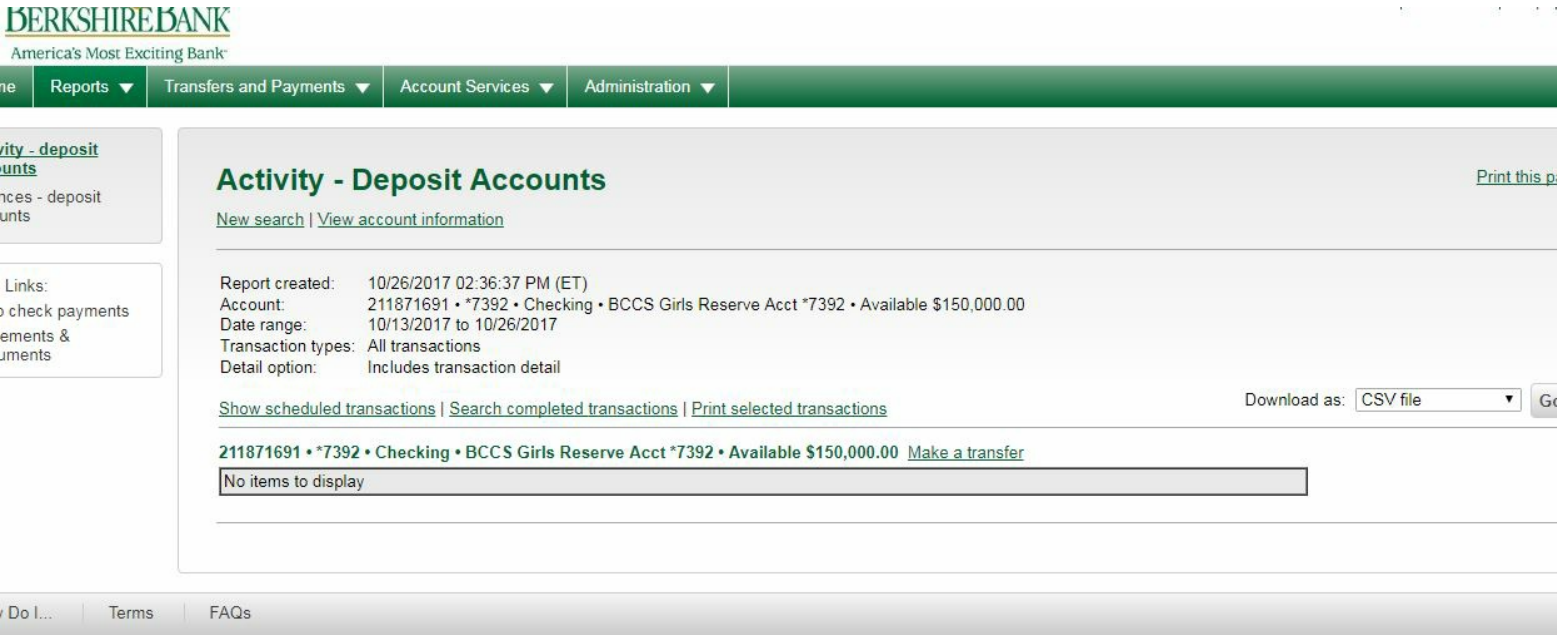 BERKSHIRE BANK
America's Most Exciting Bank
Reports Transfers and Payments Account Services Administration
deposit
Activity - Deposit Accounts
Print this
- deposit
New search | View account information
Links:
check payments
&
Report created: 10/26/2017 02:36:37 PM (ET)
Account: 211871691 • *7392 • Checking • BCCS Girls Reserve Acct *7392 • Available $150,000.00
Date range: 10/13/2017 to 10/26/2017
Transaction types: All transactions
Detail option: Includes transaction detail
Show scheduled transactions | Search completed transactions | Print selected transactions
Download as: CSV file
211871691 • *7392 • Checking • BCCS Girls Reserve Acct *7392 • Available $150,000.00 Make a transfer
No items to display
Do I... Terms FAQs